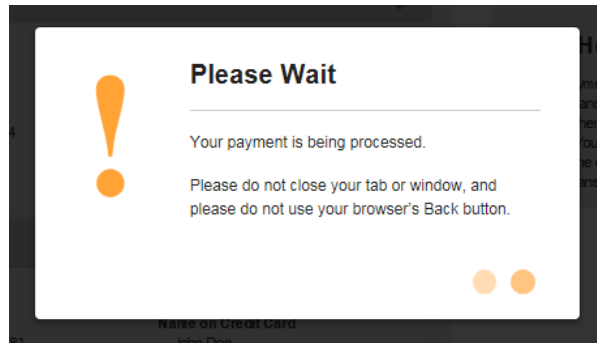 Please Wait
Your payment is being processed.
Please do not close your tab or window, and
please do not use your browser's Back button.
Name on Credit Card
John Doe